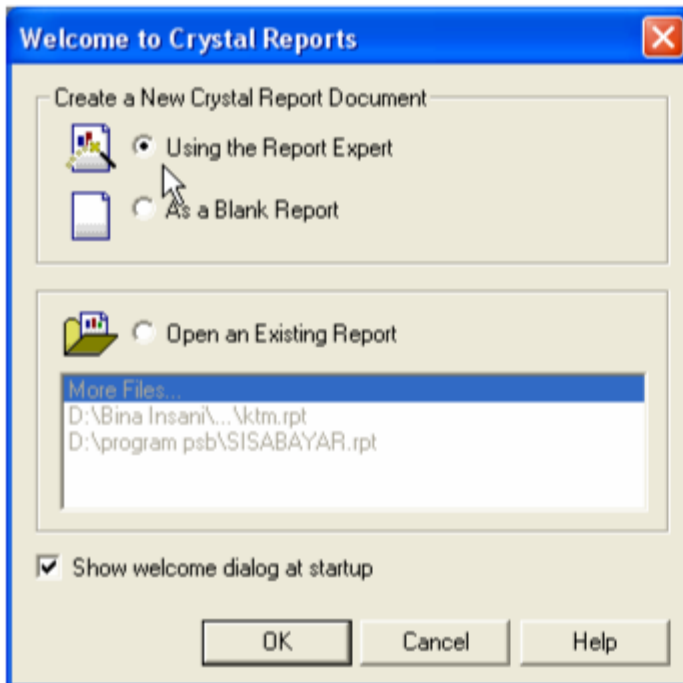 Welcome to Crystal Reports
Create a New Crystal Report Document
Using the Report Expert
As a Blank Report
Open an Existing Report
More Files...
D:\Bina Insani\...\ktm.rpt
D:\program psb\SISABAYAR.rpt
Show welcome dialog at startup
OK Cancel Help